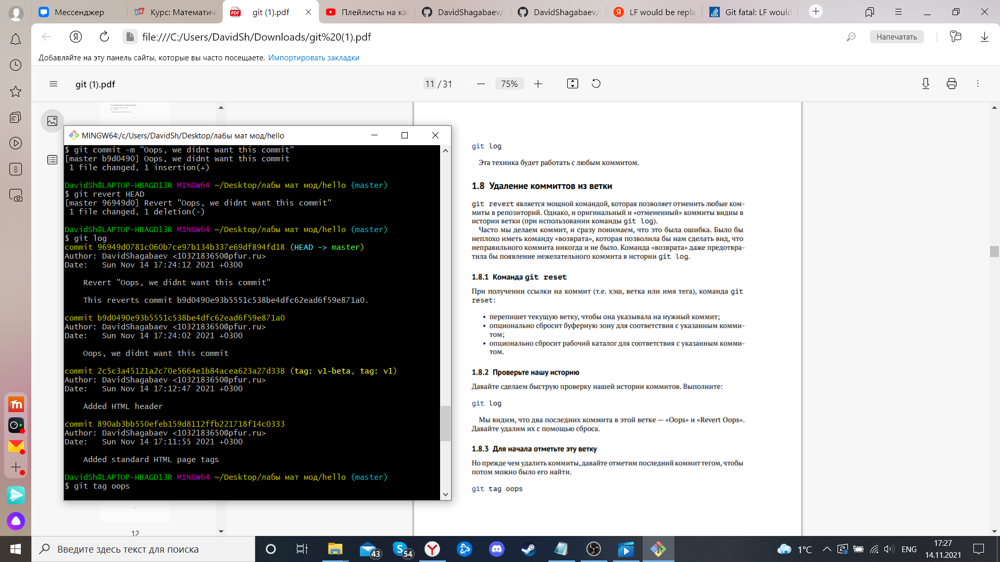 Мессенджер
Курс: Математич
git (1).pdf
Плейлисты на ка
DavidShagabaev/
DavidShagabaev/
LF would be repla
Git fatal: LF would
file:///C:/Users/DavidSh/Downloads/git%20(1).pdf
Напечатать
Добавляйте на эту панель сайты, которые вы часто посещаете. Импортировать закладки
git (1).pdf
11 / 31
75%
8
MINGW64:/c/Users/DavidSh/Desktop/лабы мат мод/hello
$ git commit -m "Oops, we didnt want this commit"
[master b9d0490] Oops, we didnt want this commit
1 file changed, 1 insertion(+)
DavidSh@LAPTOP-HBAGD13R MINGW64 ~/Desktop/лабы мат мод/hello (master)
$ git revert HEAD
[master 96949d0] Revert "Oops, we didnt want this commit"
1 file changed, 1 deletion(-)
DavidSh@LAPTOP-HBAGD13R MINGW64 ~/Desktop/лабы мат мод/hello (master)
$ git log
commit 96949d0781c060b7ce97b134b337e69df894fd18 (HEAD -> master)
Author: DavidShagabaev <1032183650@pfur.ru>
Date:   Sun Nov 14 17:24:12 2021 +0300
Revert "Oops, we didnt want this commit"
This reverts commit b9d0490e93b5551c538be4dfc62ead6f59e871a0.
commit b9d0490e93b5551c538be4dfc62ead6f59e871a0
Author: DavidShagabaev <1032183650@pfur.ru>
Date:   Sun Nov 14 17:24:02 2021 +0300
Oops, we didnt want this commit
commit 2c5c3a45121a2c70e5664e1b84acea623a27d338 (tag: v1-beta, tag: v1)
Author: DavidShagabaev <1032183650@pfur.ru>
Date:   Sun Nov 14 17:12:47 2021 +0300
Added HTML header
commit 890ab3bb550efeb159d8112ffb221718f14c0333
Author: DavidShagabaev <1032183650@pfur.ru>
Date:   Sun Nov 14 17:11:55 2021 +0300
Added standard HTML page tags
DavidSh@LAPTOP-HBAGD13R MINGW64 ~/Desktop/лабы мат мод/hello (master)
$ git tag oops
12
git log
Эта техника будет работать с любым коммитом.
1.8 Удаление коммиттов из ветки
git revert является мощной командой, которая позволяет отменить любые ком-
миты в репозиторий. Однако, и оригинальный и «отмененный» коммиты видны в
истории ветки (при использовании команды git log).
Часто мы делаем коммит, и сразу понимаем, что это была ошибка. Было бы
неплохо иметь команду «возврата», которая позволила бы нам сделать вид, что
неправильного коммита никогда и не было. Команда «возврата» даже предотвра-
тила бы появление нежелательного коммита в истории git log.
1.8.1 Команда git reset
При получении ссылки на коммит (т.е. хэш, ветка или имя тега), команда git
reset:
• перепишет текущую ветку, чтобы она указывала на нужный коммит;
• опционально сбросит буферную зону для соответствия с указанным комми-
том;
• опционально сбросит рабочий каталог для соответствия с указанным комми-
том.
1.8.2 Проверьте нашу историю
Давайте сделаем быструю проверку нашей истории коммитов. Выполните:
git log
Мы видим, что два последних коммита в этой ветке — «Oops» и «Revert Oops».
Давайте удалим их с помощью сброса.
1.8.3 Для начала отметьте эту ветку
Но прежде чем удалить коммиты, давайте отметим последний коммит тегом, чтобы
потом можно было его найти.
git tag oops
Введите здесь текст для поиска
43
54
1°C
ENG
17:27
14.11.2021